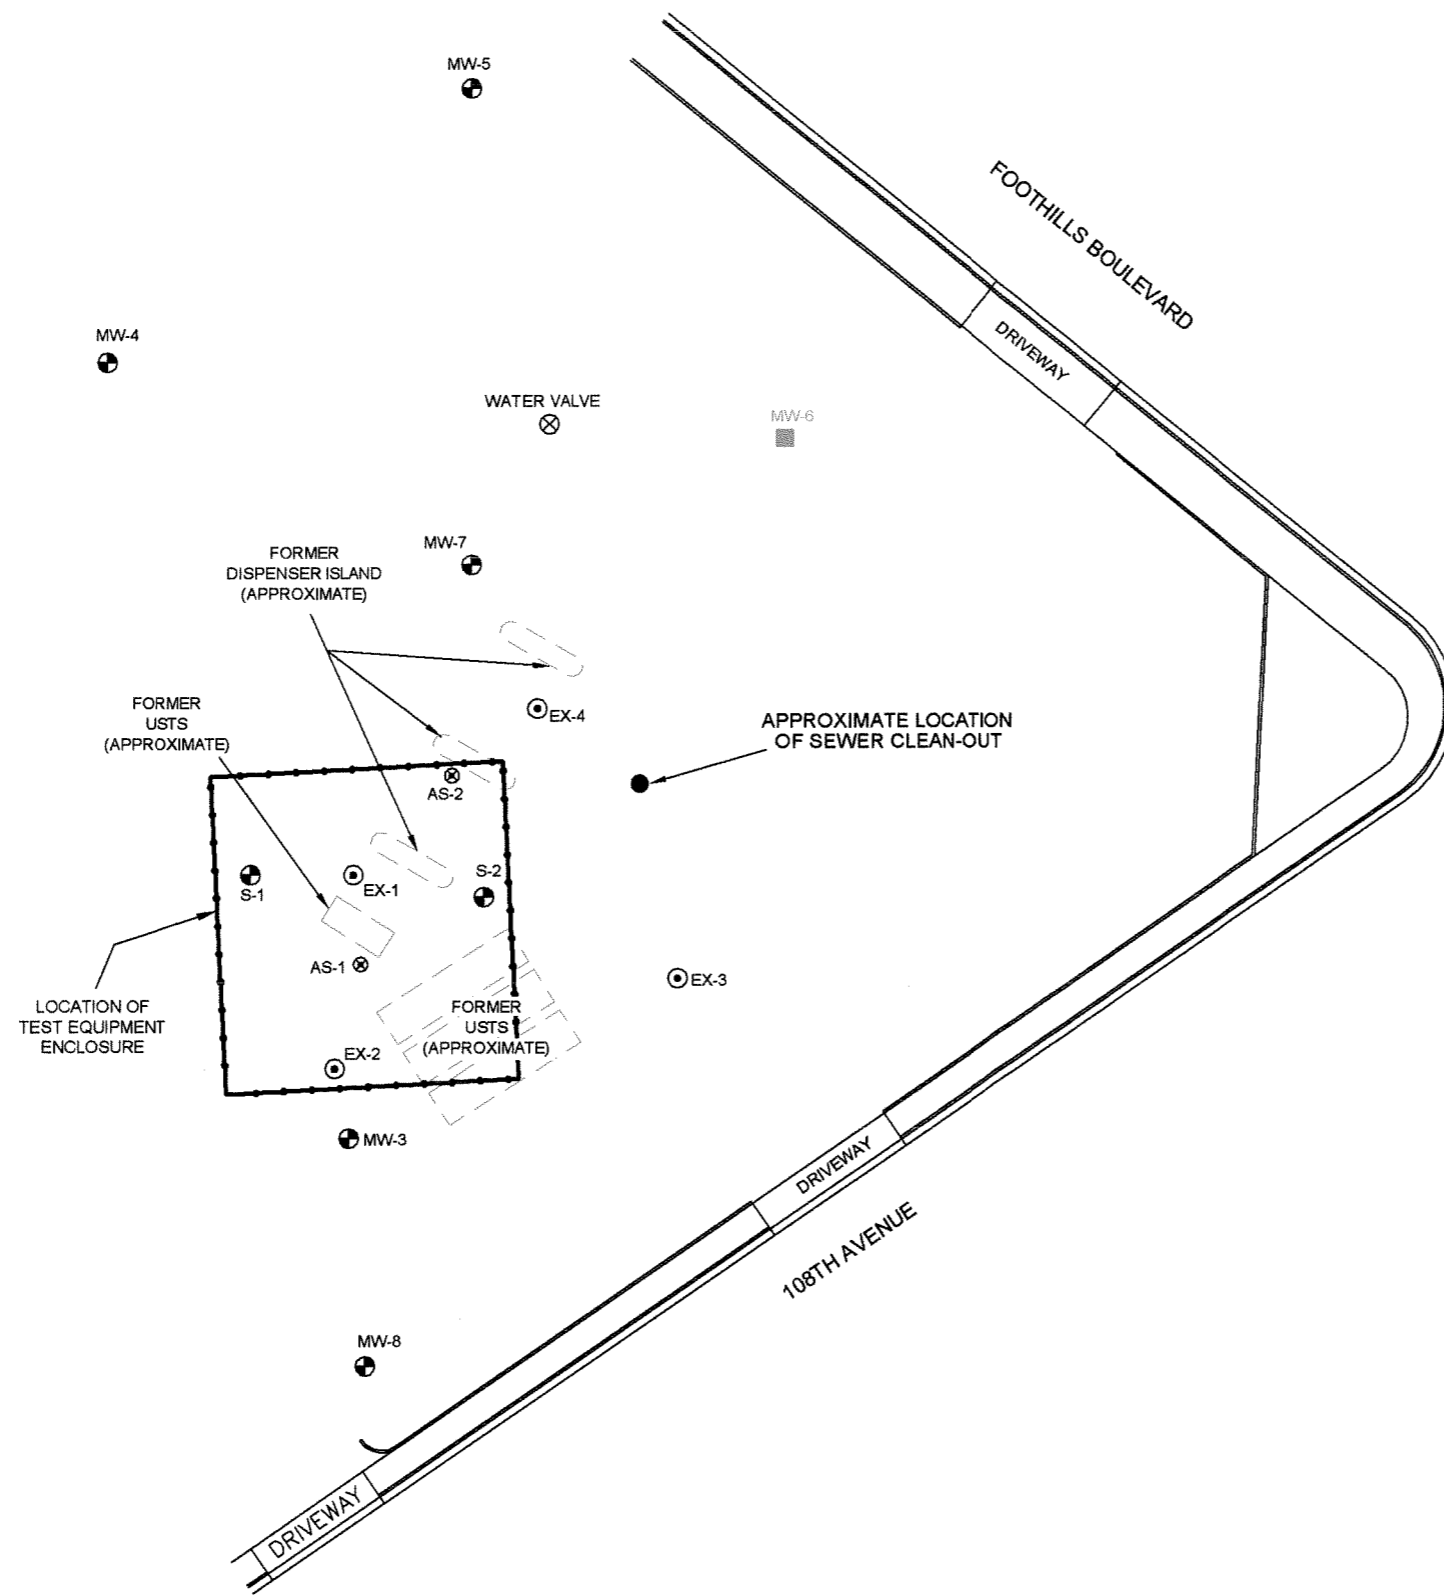 MW-5
FOOTHILLS BOULEVARD
MW-4
DRIVEWAY
WATER VALVE
MW-6
MW-7
FORMER
DISPENSER ISLAND
(APPROXIMATE)
FORMER
USTS
(APPROXIMATE)
EX-4
APPROXIMATE LOCATION
OF SEWER CLEAN-OUT
AS-2
S-1
EX-1
S-2
AS-1
EX-3
LOCATION OF
TEST EQUIPMENT
ENCLOSURE
FORMER
USTS
(APPROXIMATE)
EX-2
MW-3
DRIVEWAY
108TH AVENUE
MW-8
DRIVEWAY